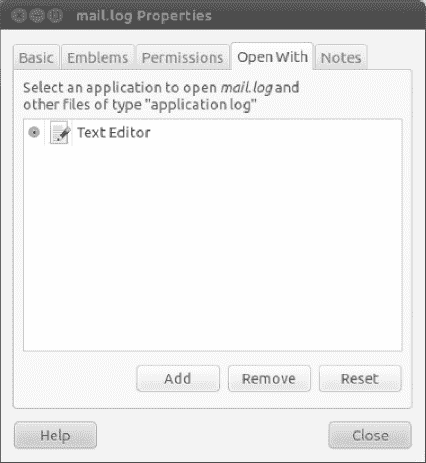 mail.log Properties
Basic Emblems Permissions Open With Notes
Select an application to open mail.log and
other files of type "application log"
Text Editor
Add Remove Reset
Help Close